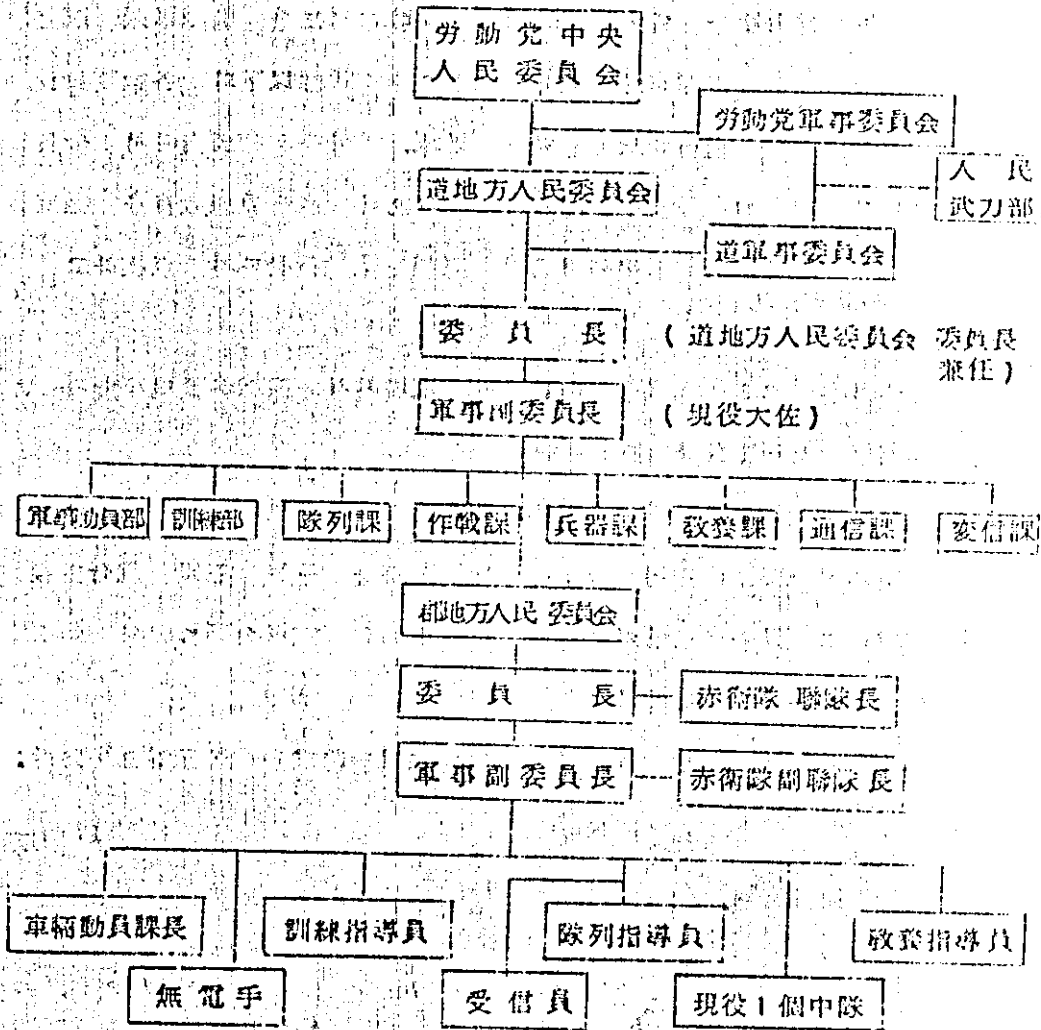 労働党中央
人民委員会
労働党軍事委員会
人民
武力部
道地方人民委員会
道軍事委員会
委員長 (道地方人民委員会 委員長
兼任)
軍事副委員長 (現役大佐)
動員部 訓練部 隊列課 作戦課 兵器課 教養課 通信課 変信課
郡地方人民委員会
委員長 赤衛隊聯隊長
軍事副委員長 赤衛隊副聯隊長
車輛動員課長 訓練指導員 隊列指導員 教養指導員
無電手 受信員 現役1個中隊